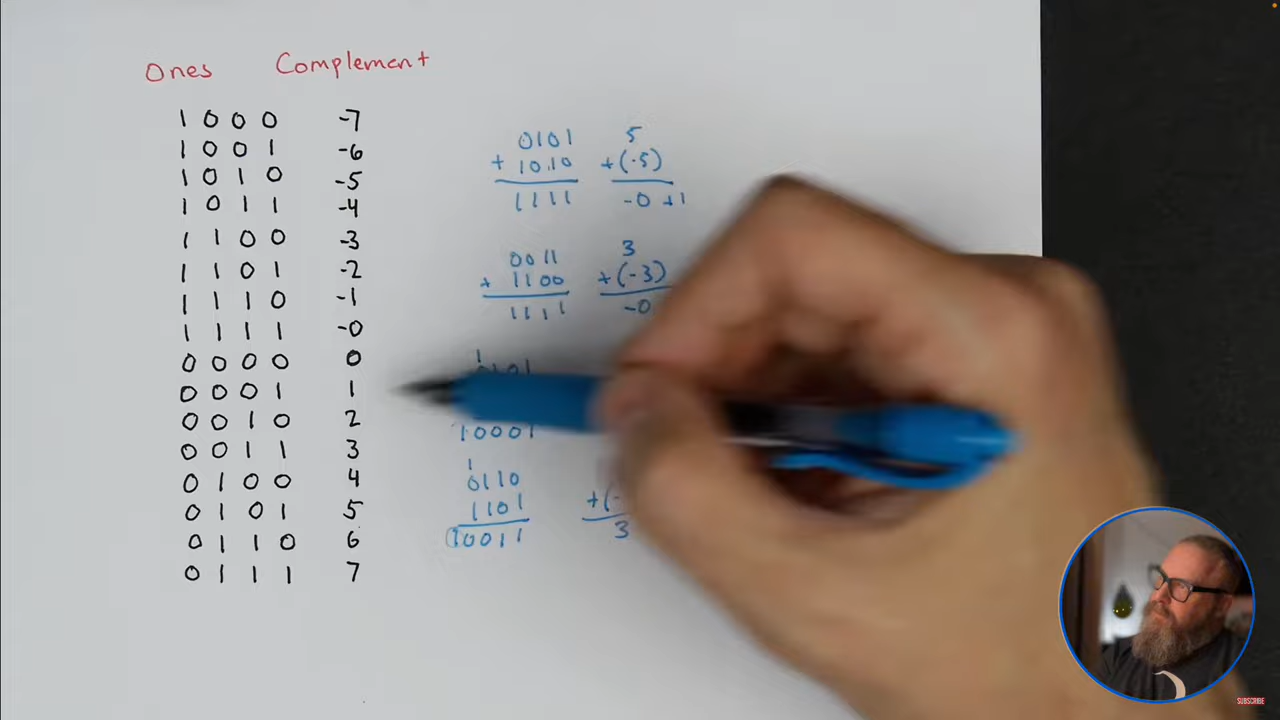 Ones Complement
1 0 0 0 -7
1 0 0 1 -6
1 0 1 0 -5
1 0 1 1 -4
1 1 0 0 -3
1 1 0 1 -2
1 1 1 0 -1
1 1 1 1 -0
0 0 0 0 0
0 0 0 1 1
0 0 1 0 2
0 0 1 1 3
0 1 0 0 4
0 1 0 1 5
0 1 1 0 6
0 1 1 1 7
0101 5
+ 1010 +(-5)
1111 -0 +1
0011 3
+ 1100 +(-3)
1111 -0
1
10001
1
0110
1101 +(-
10011 3
SUBSCRIBE